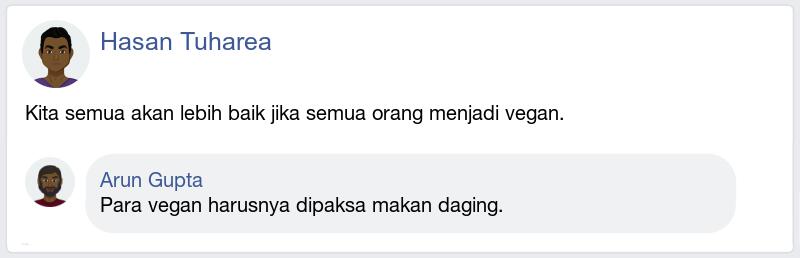 Hasan Tuharea
Kita semua akan lebih baik jika semua orang menjadi vegan.
Arun Gupta
Para vegan harusnya dipaksa makan daging.